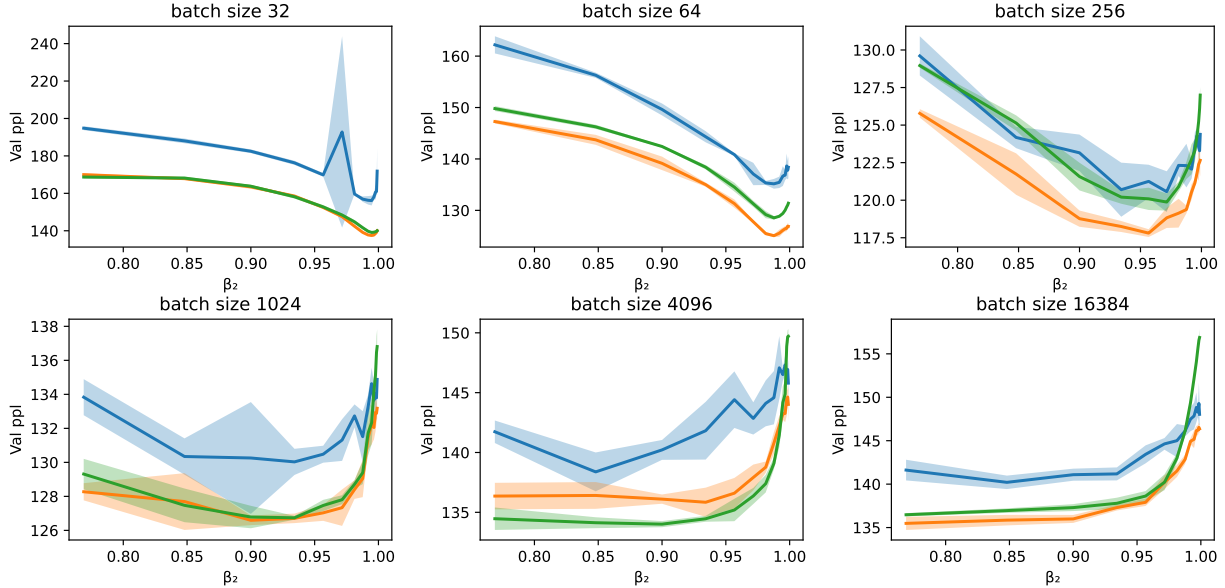 batch size 32
Val ppl
240
220
200
180
160
140
0.80 0.85 0.90 0.95 1.00
β₂
batch size 64
Val ppl
160
150
140
130
0.80 0.85 0.90 0.95 1.00
β₂
batch size 256
Val ppl
130.0
127.5
125.0
122.5
120.0
117.5
0.80 0.85 0.90 0.95 1.00
β₂
batch size 1024
Val ppl
138
136
134
132
130
128
126
0.80 0.85 0.90 0.95 1.00
β₂
batch size 4096
Val ppl
150
145
140
135
0.80 0.85 0.90 0.95 1.00
β₂
batch size 16384
Val ppl
155
150
145
140
135
0.80 0.85 0.90 0.95 1.00
β₂